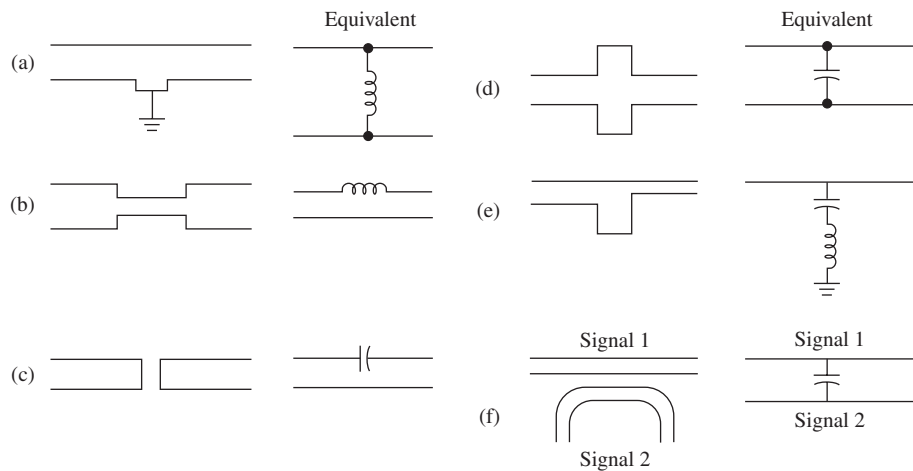 Equivalent
(a)
(b)
(c)
Equivalent
(d)
(e)
Signal 1
Signal 1
(f)
Signal 2
Signal 2